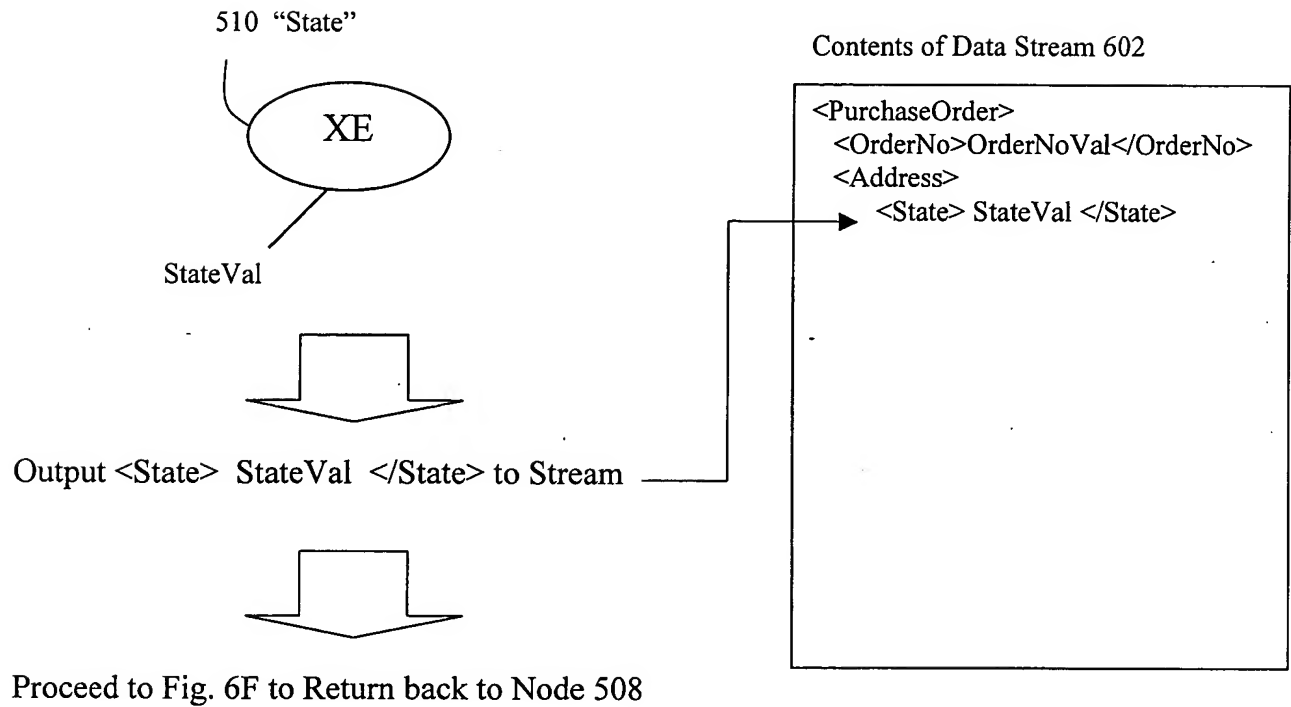 510 “State”
XE
StateVal
Output <State> StateVal </State> to Stream
Proceed to Fig. 6F to Return back to Node 508
Contents of Data Stream 602
<PurchaseOrder>
<OrderNo>OrderNoVal</OrderNo>
<Address>
<State> StateVal </State>